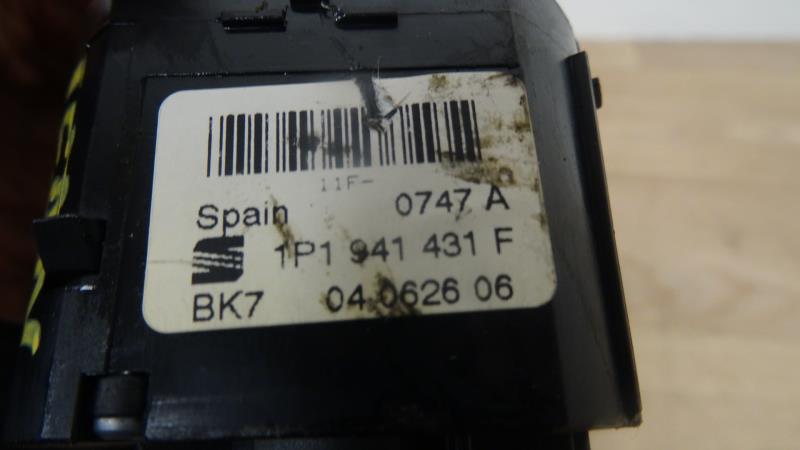 11F-
Spain 0747 A
1P1 941 431 F
BK7 04 0626 06